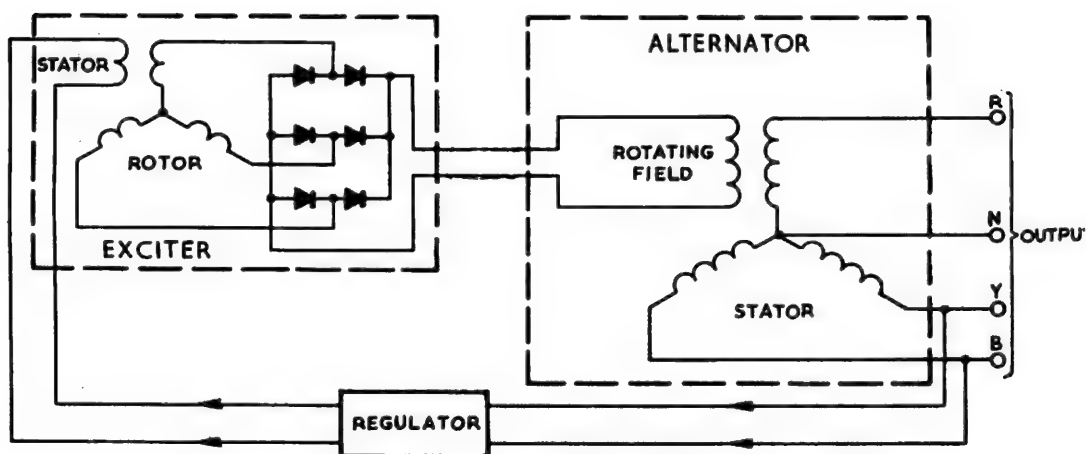 STATOR
ROTOR
EXCITER
ALTERNATOR
ROTATING
FIELD
STATOR
R
N
Y
B
OUTPUT
REGULATOR